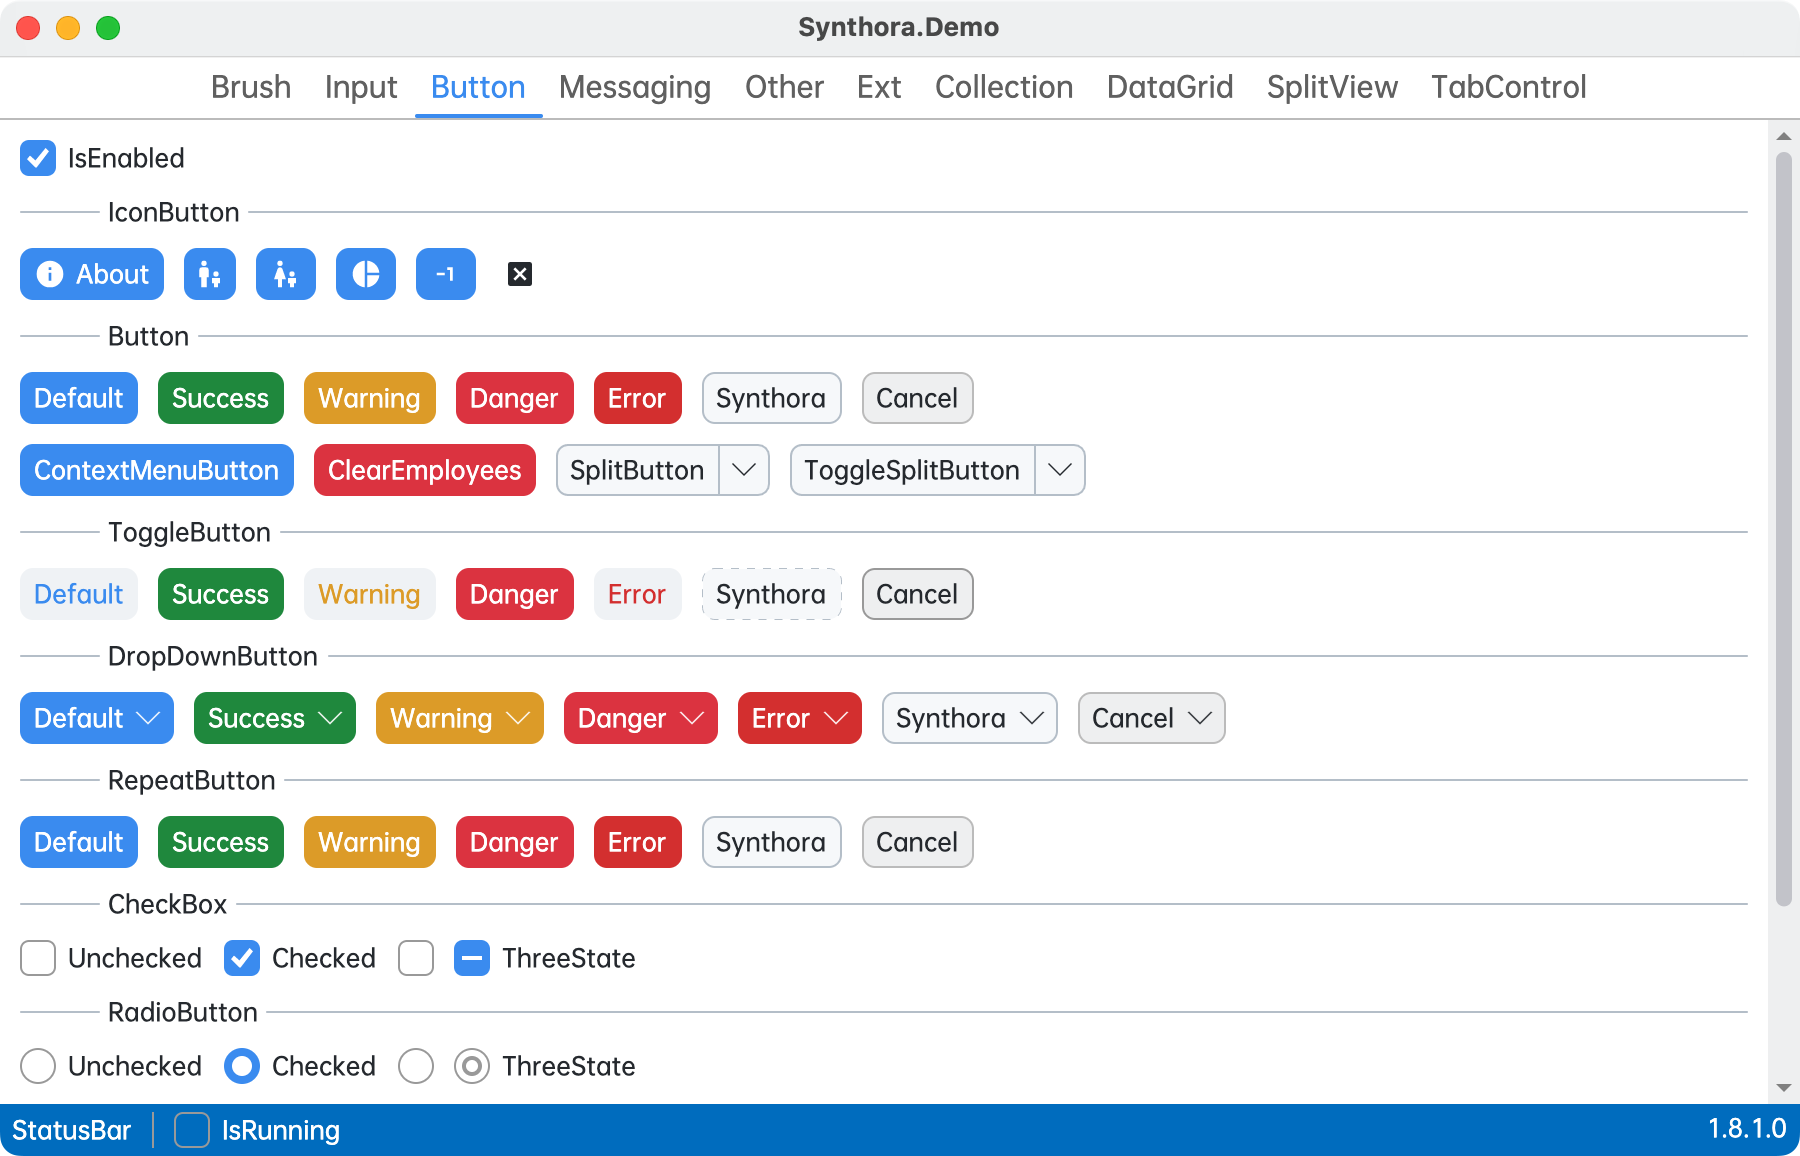 Synthora.Demo
Brush Input Button Messaging Other Ext Collection DataGrid SplitView TabControl
IsEnabled
IconButton
About -1
Button
Default Success Warning Danger Error Synthora Cancel
ContextMenuButton ClearEmployees SplitButton ToggleSplitButton
ToggleButton
Default Success Warning Danger Error Synthora Cancel
DropDownButton
Default Success Warning Danger Error Synthora Cancel
RepeatButton
Default Success Warning Danger Error Synthora Cancel
CheckBox
Unchecked Checked ThreeState
RadioButton
Unchecked Checked ThreeState
StatusBar IsRunning 1.8.1.0